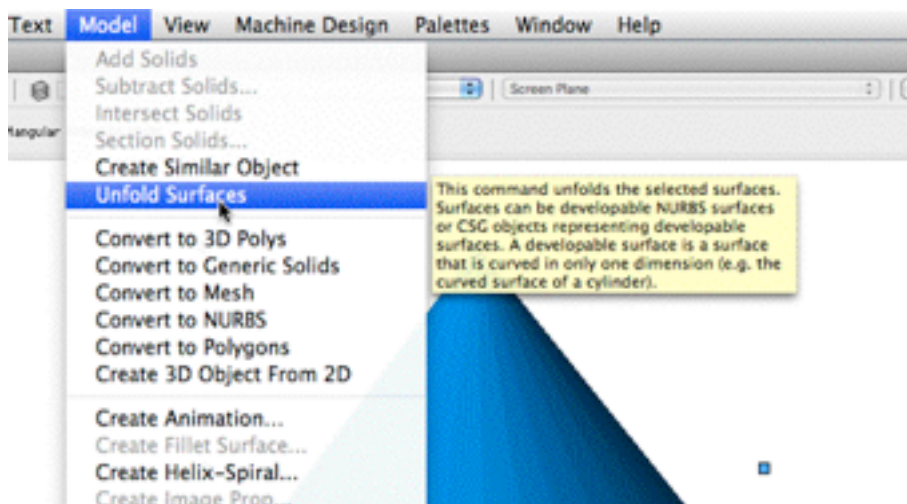 Text Model View Machine Design Palettes Window Help
Add Solids
Subtract Solids...
Screen Plane
Intersect Solids
Section Solids...
Create Similar Object
Unfold Surfaces
This command unfolds the selected surfaces.
Surfaces can be developable NURBS surfaces
or CSG objects representing developable
surfaces. A developable surface is a surface
that is curved in only one dimension (e.g. the
curved surface of a cylinder).
Convert to 3D Polys
Convert to Generic Solids
Convert to Mesh
Convert to NURBS
Convert to Polygons
Create 3D Object From 2D
Create Animation...
Create Fillet Surface...
Create Helix-Spiral...
Create Image Prop...